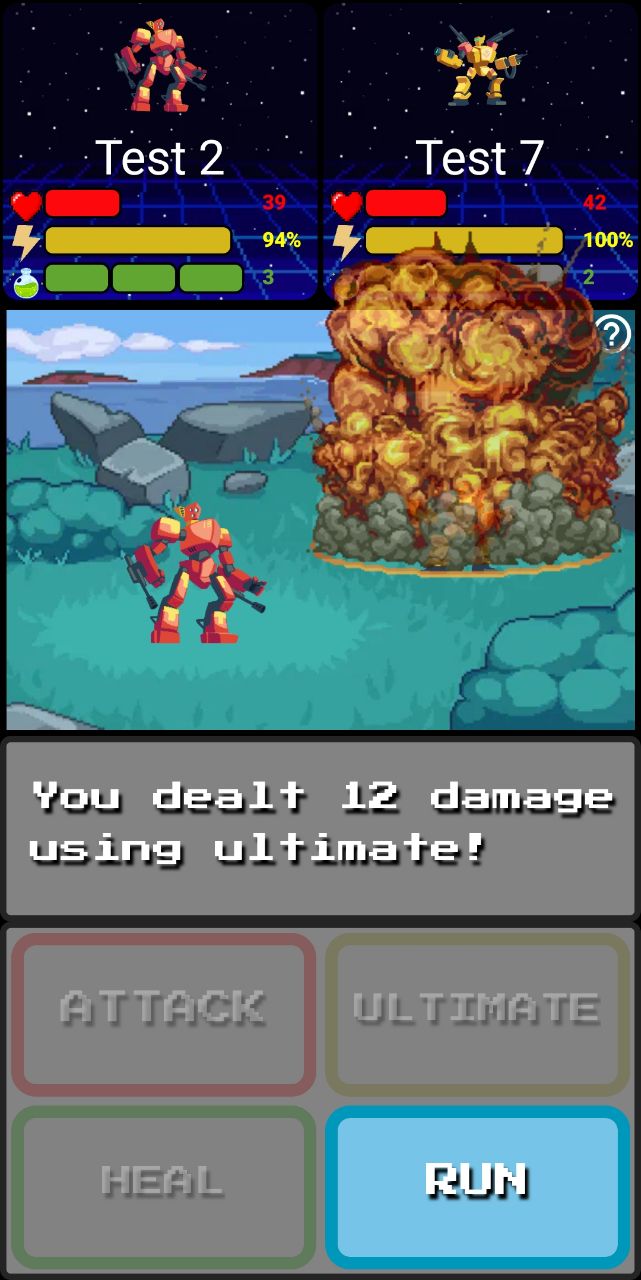 Test 2
39
94%
3
Test 7
42
100%
2
?
You dealt 12 damage
using ultimate!
ATTACK
ULTIMATE
HEAL
RUN